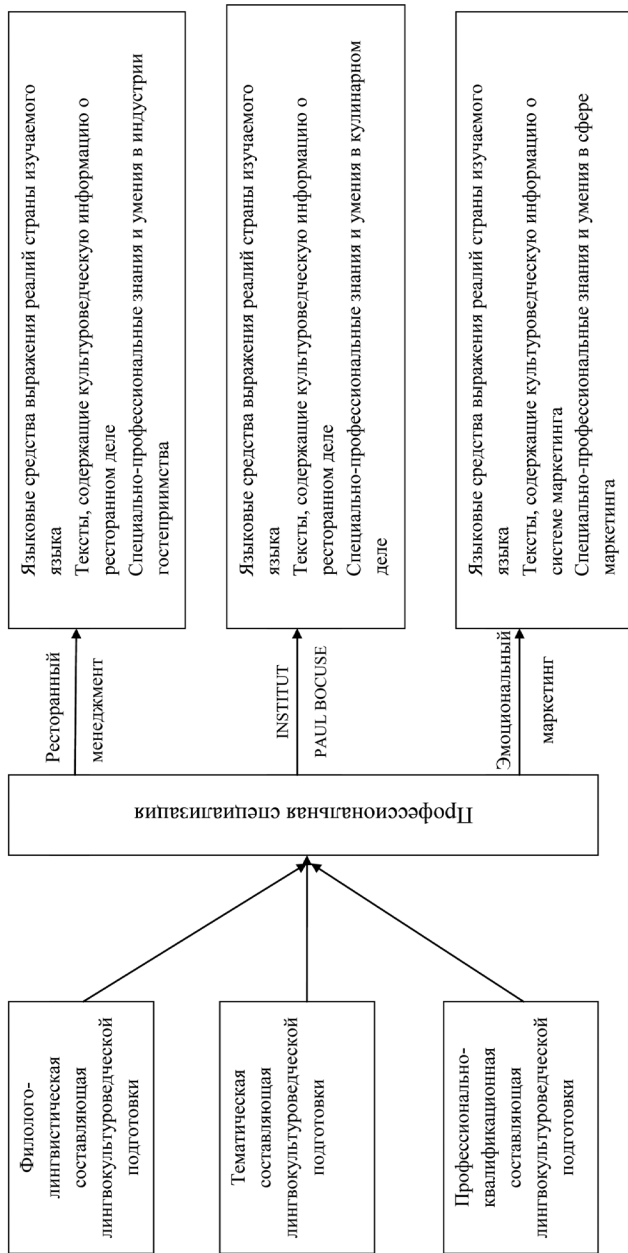 Филолого-
лингвистическая
составляющая
лингвокультуроведческой
подготовки
Тематическая
составляющая
лингвокультуроведческой
подготовки
Профессионально-
квалификационная
составляющая
лингвокультуроведческой
подготовки
Профессиональная специализация
Ресторанный
менеджмент
INSTITUT
PAUL BOCUSE
Эмоциональный
маркетинг
Языковые средства выражения реалий страны изучаемого
языка
Тексты, содержащие культуроведческую информацию о
ресторанном деле
Специально-профессиональные знания и умения в индустрии
гостеприимства
Языковые средства выражения реалий страны изучаемого
языка
Тексты, содержащие культуроведческую информацию о
ресторанном деле
Специально-профессиональные знания и умения в кулинарном
деле
Языковые средства выражения реалий страны изучаемого
языка
Тексты, содержащие культуроведческую информацию о
системе маркетинга
Специально-профессиональные знания и умения в сфере
маркетинга